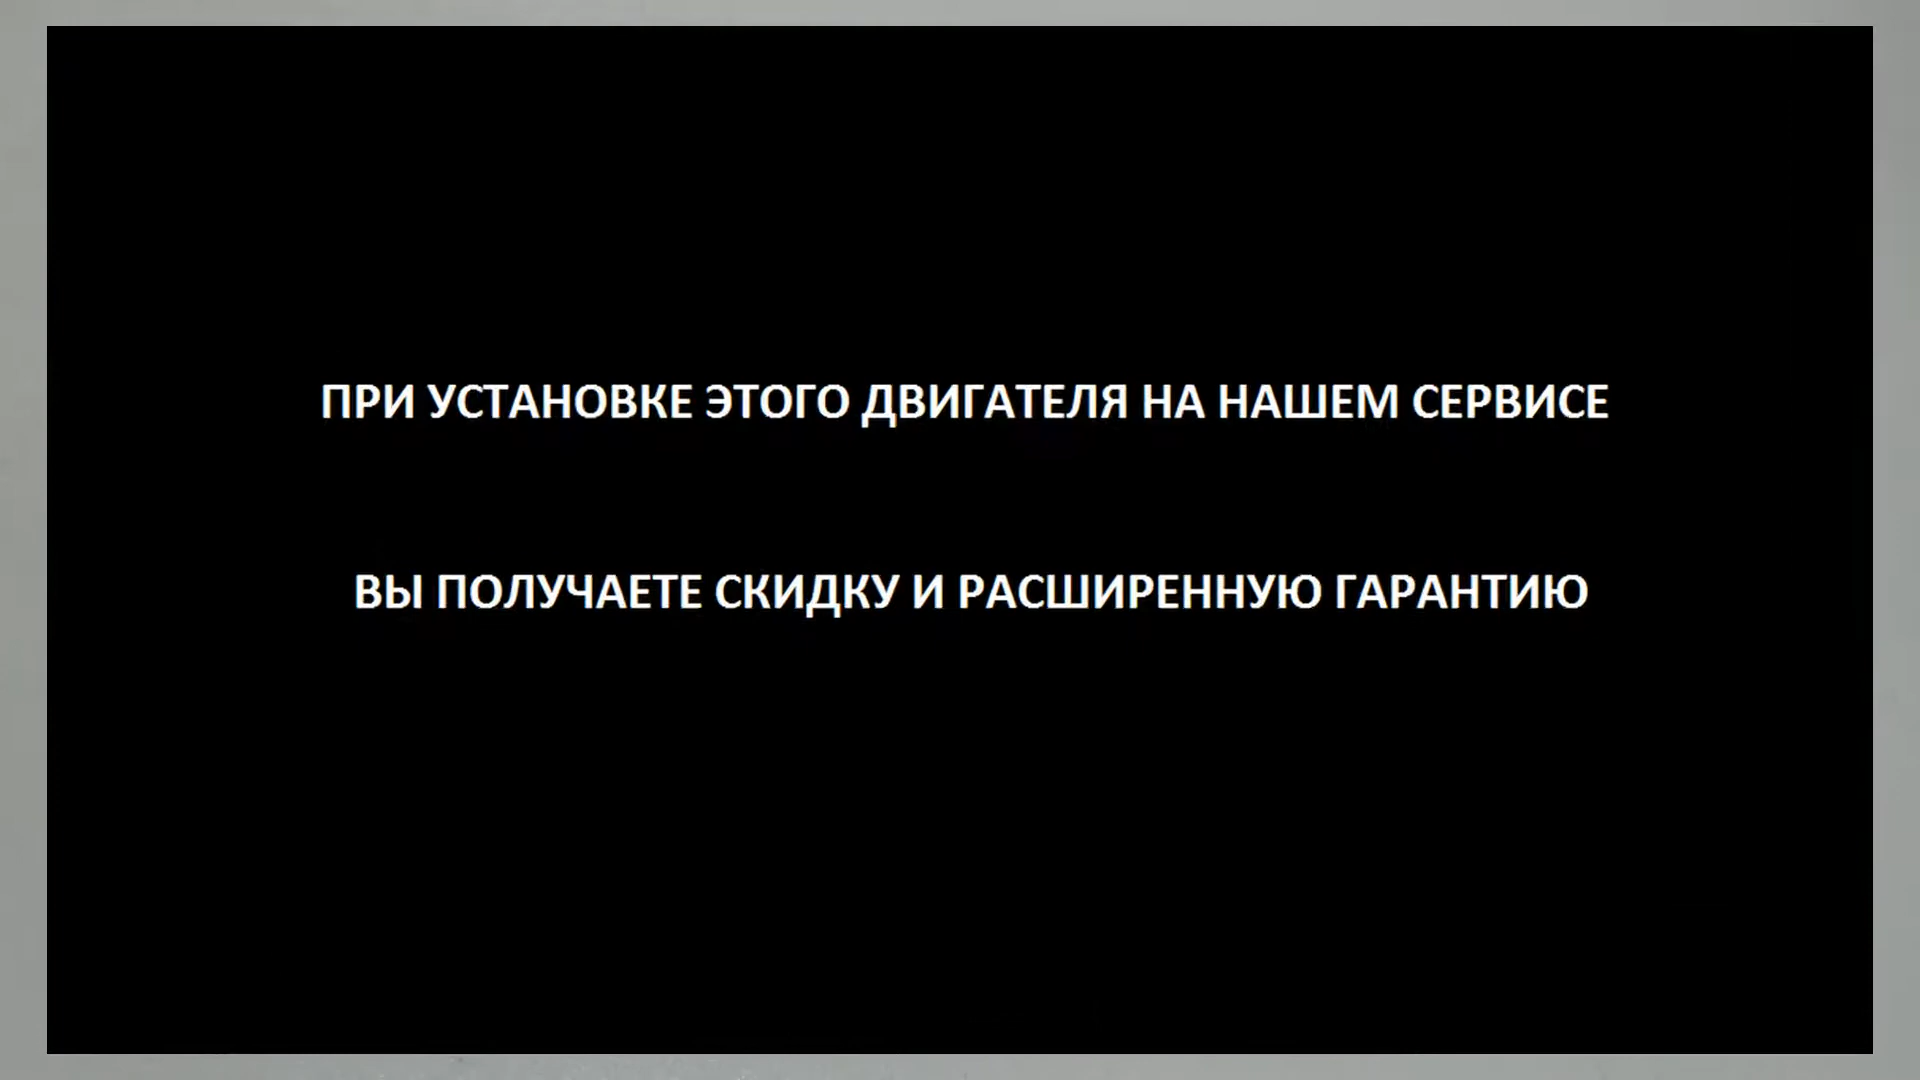 ПРИ УСТАНОВКЕ ЭТОГО ДВИГАТЕЛЯ НА НАШЕМ СЕРВИСЕ
ВЫ ПОЛУЧАЕТЕ СКИДКУ И РАСШИРЕННУЮ ГАРАНТИЮ